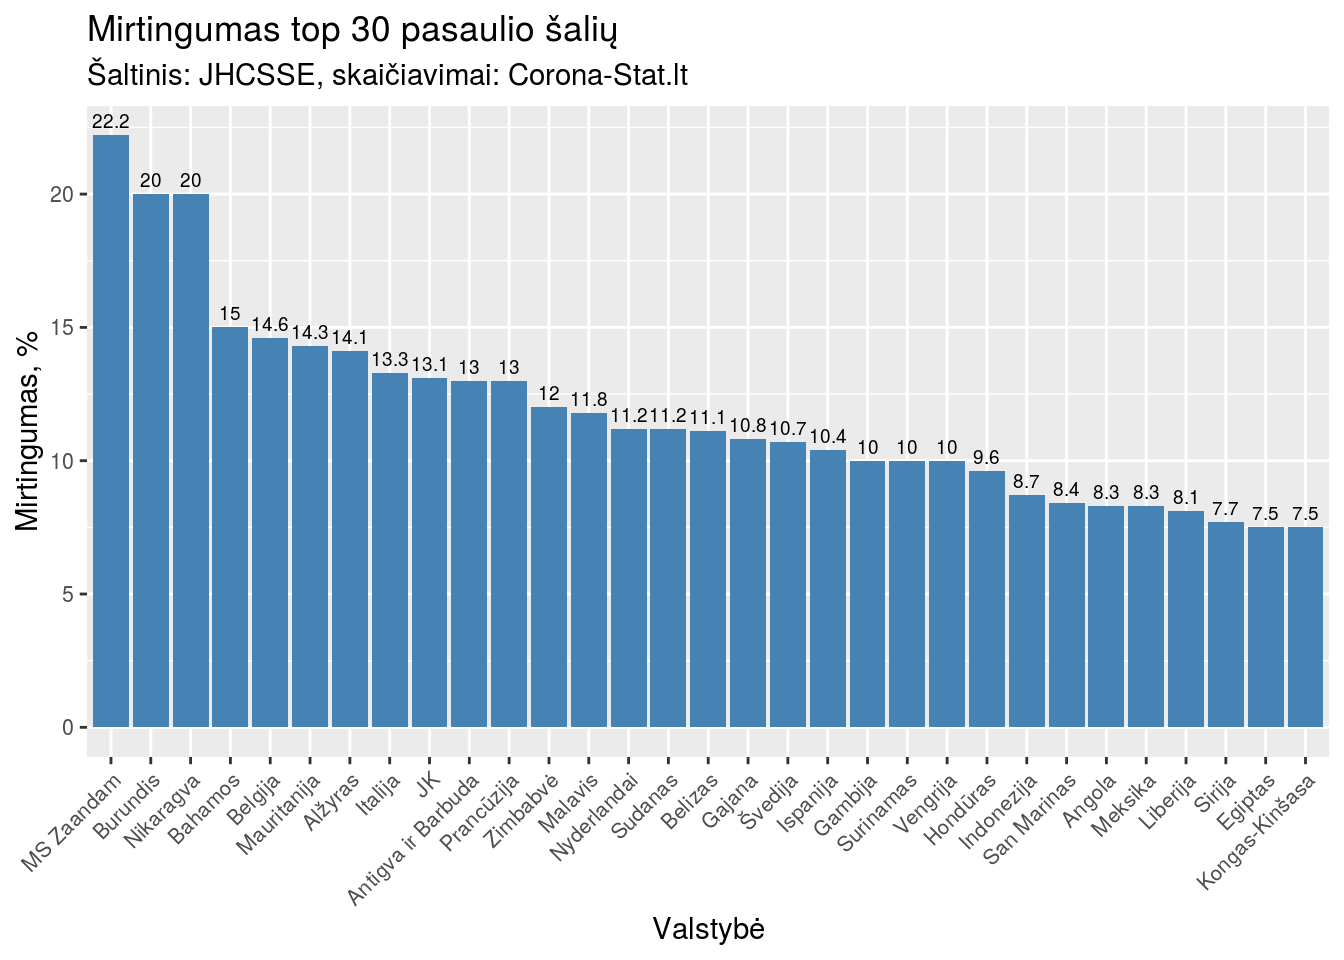 Mirtingumas top 30 pasaulio šalių
Šaltinis: JHCSSE, skaičiavimai: Corona-Stat.lt
Mirtingumas, %
20
15
10
5
0
22.2
20
20
15
14.6
14.3
14.1
13.3
13.1
13
13
12
11.8
11.2
11.2
11.1
10.8
10.7
10.4
10
10
10
9.6
8.7
8.4
8.3
8.3
8.1
7.7
7.5
7.5
MS Zaandam
Burundis
Nikaragva
Bahamos
Belgija
Mauritanija
Alžyras
Italija
JK
Antigva ir Barbuda
Prancūzija
Zimbabvė
Malavis
Nyderlandai
Sudanas
Belizas
Gajana
Švedija
Ispanija
Gambija
Surinamas
Vengrija
Hondūras
Indonezija
San Marinas
Angola
Meksika
Liberija
Sirija
Egiptas
Kongas-Kinšasa
Valstybė